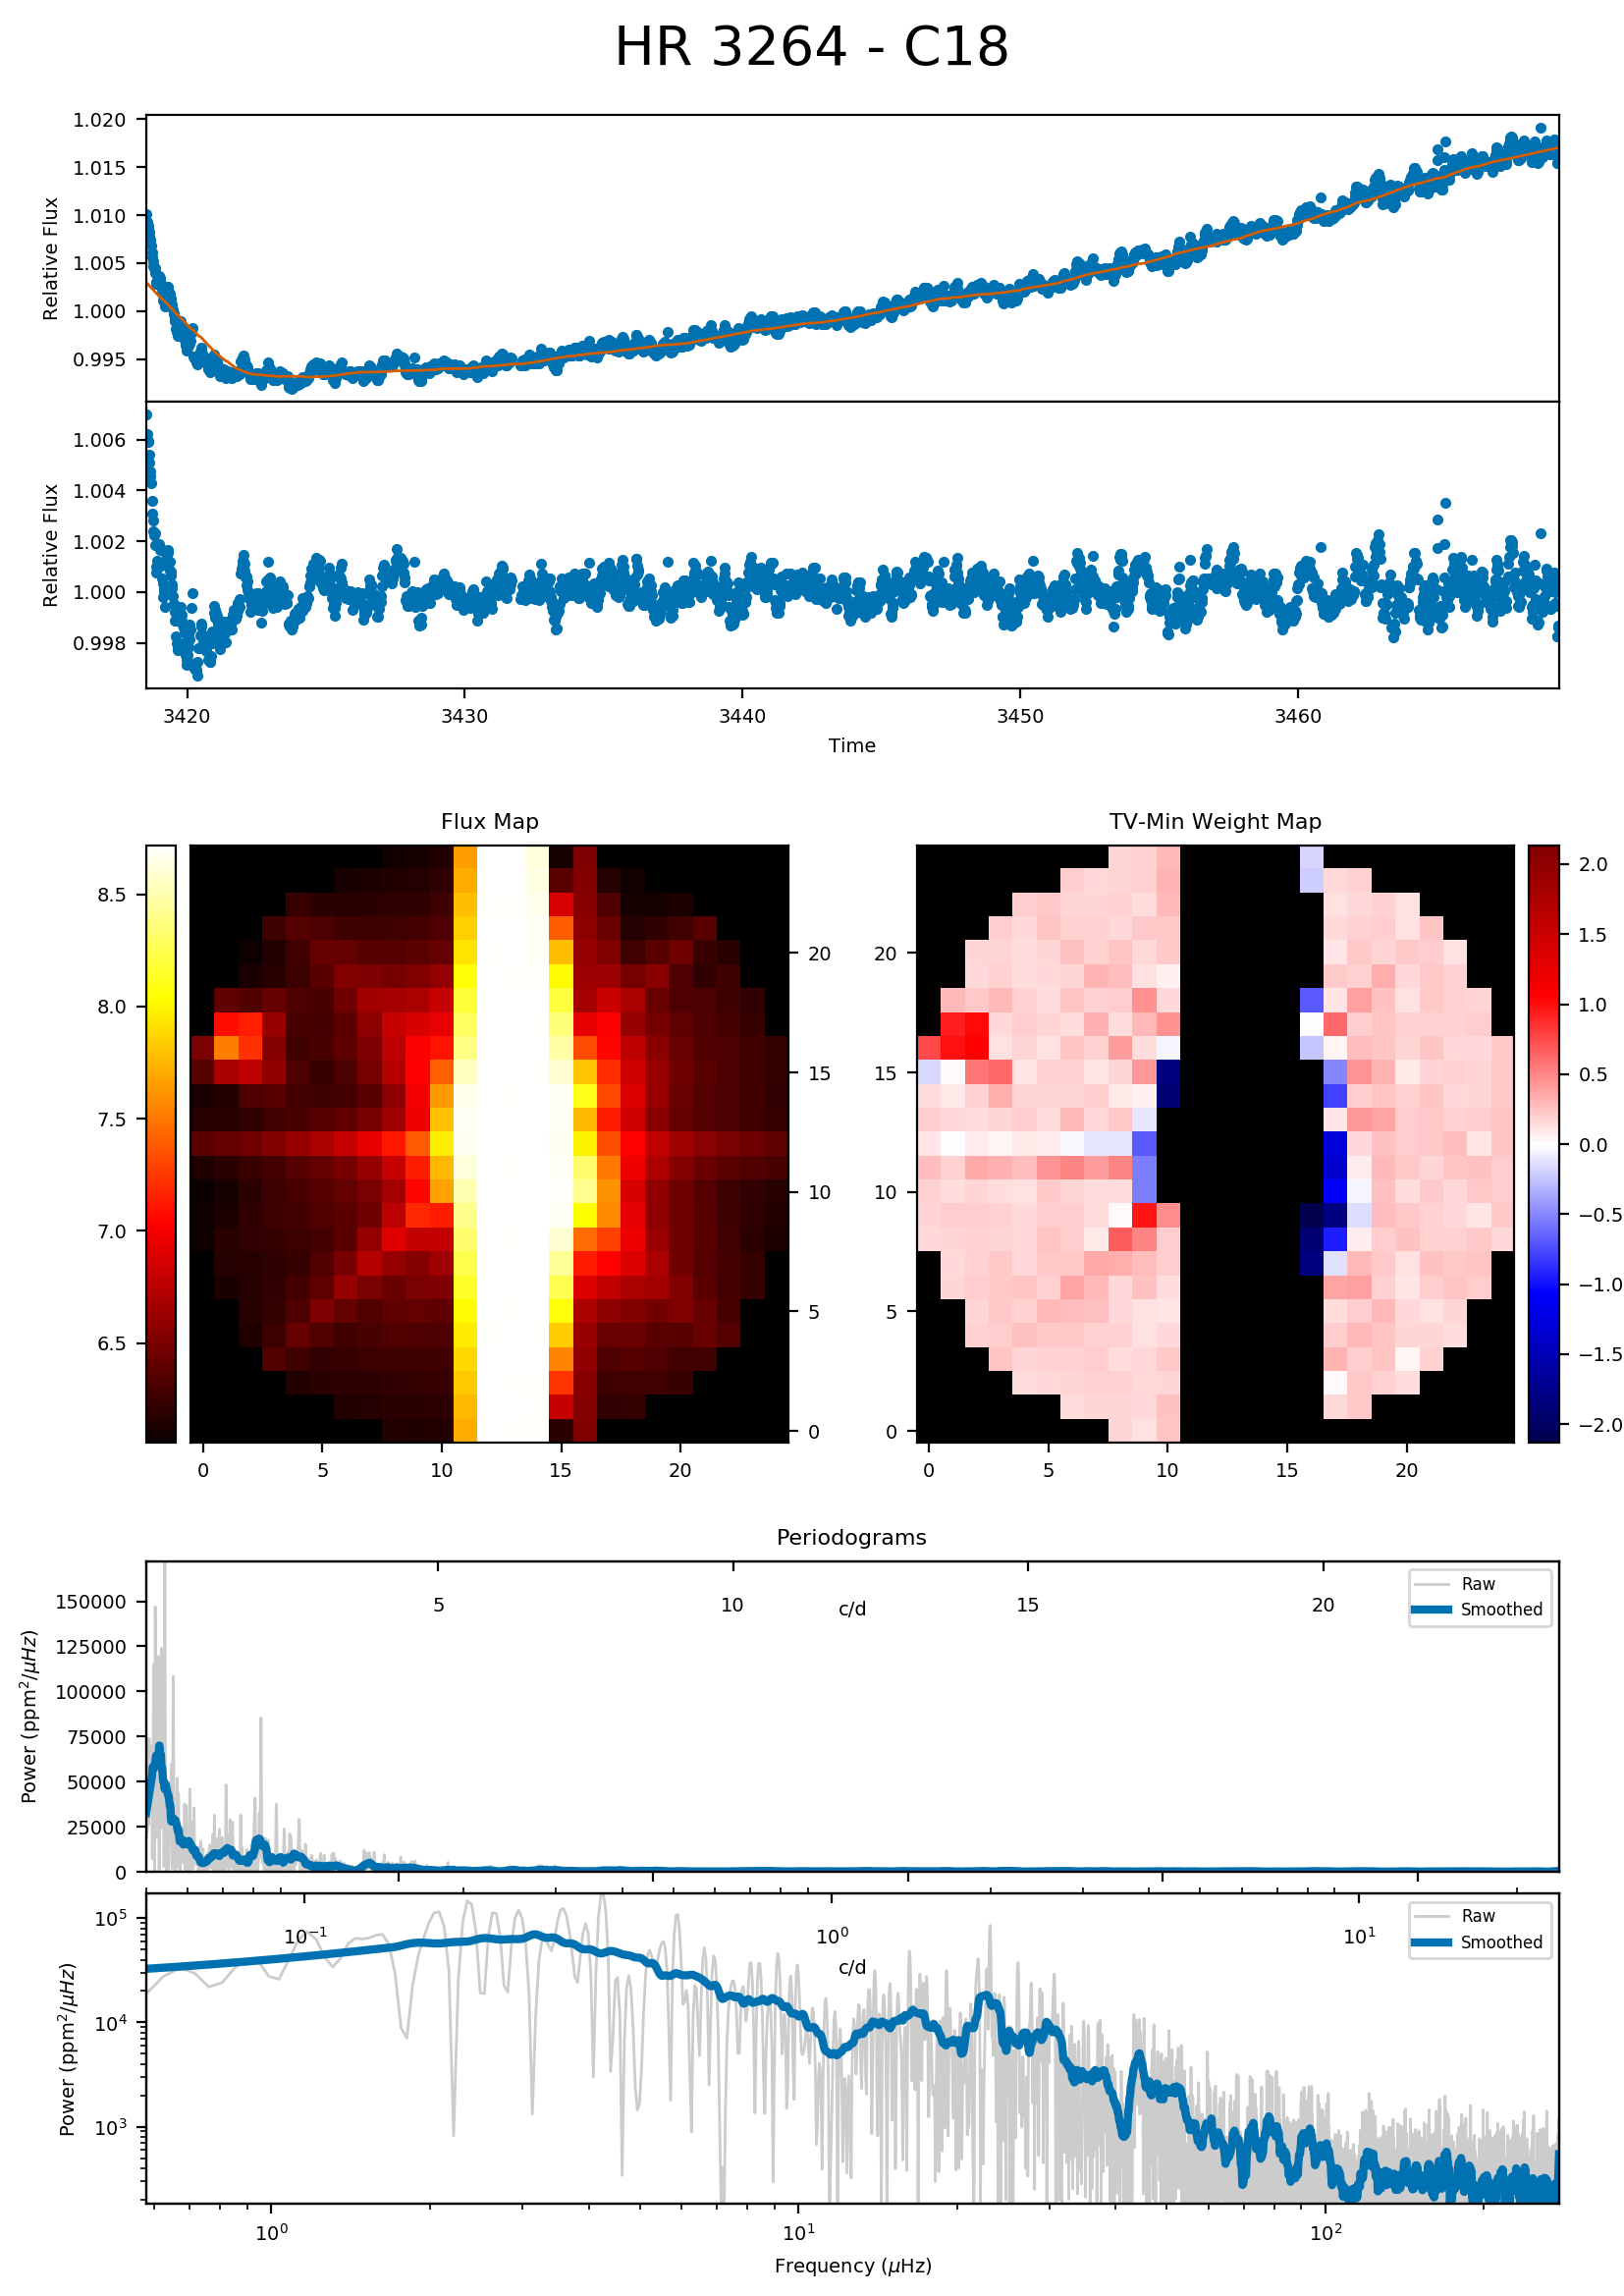 HR 3264 - C18
1.020
1.015
1.010
1.005
1.000
0.995
Relative Flux
1.006
1.004
1.002
1.000
0.998
Relative Flux
3420 3430 3440 3450 3460
Time
Flux Map
8.5
8.0
7.5
7.0
6.5
20
15
10
5
0
0 5 10 15 20
TV-Min Weight Map
20
15
10
5
0
0 5 10 15 20
2.0
1.5
1.0
0.5
0.0
−0.5
−1.0
−1.5
−2.0
Periodograms
150000
125000
100000
75000
50000
25000
0
Power (ppm²/μHz)
5 10 15 20
c/d
Raw
Smoothed
10⁵
10⁴
10³
Power (ppm²/μHz)
10⁻¹ 10⁰ 10¹
c/d
Raw
Smoothed
10⁰ 10¹ 10²
Frequency (μHz)